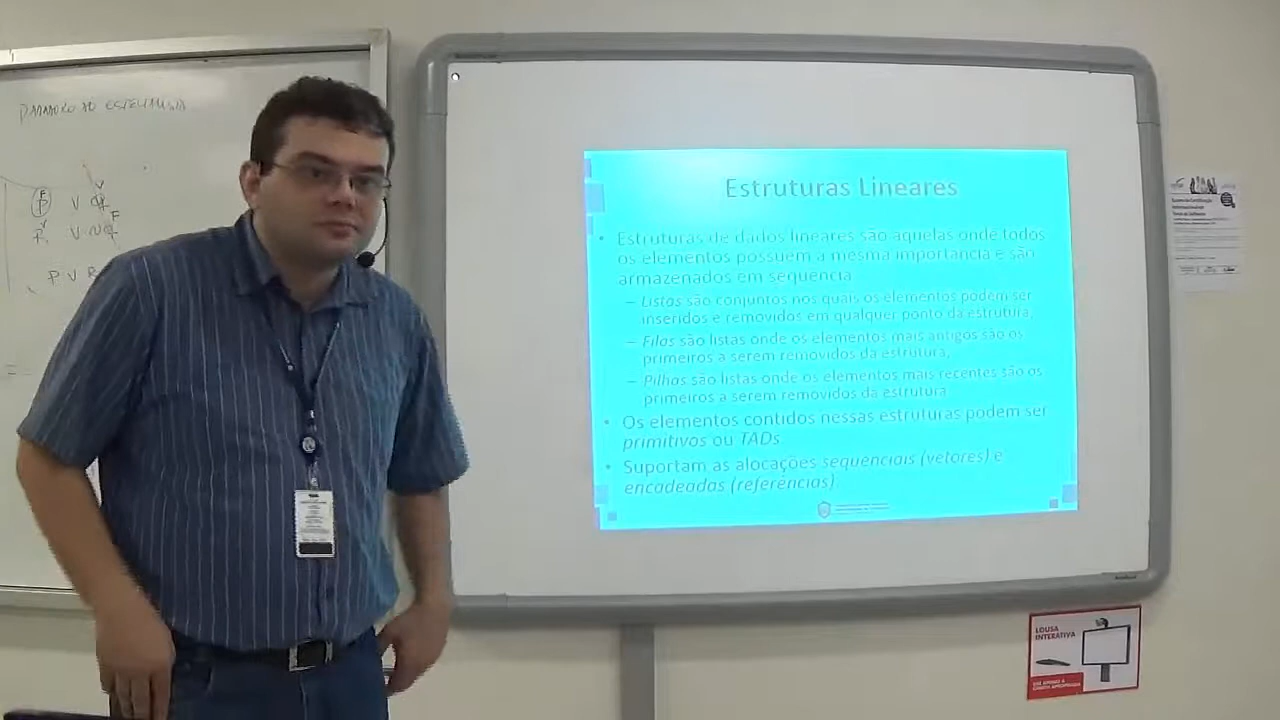 Estruturas Lineares
• Estruturas de dados lineares são aquelas onde todos
os elementos possuem a mesma importância e são
armazenados em sequência
– Listas são conjuntos nos quais os elementos podem ser
inseridos e removidos em qualquer ponto da estrutura,
– Filas são listas onde os elementos mais antigos são os
primeiros a serem removidos da estrutura,
– Pilhas são listas onde os elementos mais recentes são os
primeiros a serem removidos da estrutura
• Os elementos contidos nessas estruturas podem ser
primitivos ou TADs
• Suportam as alocações sequenciais (vetores) e
encadeadas (referências)
LOUSA
INTERATIVA